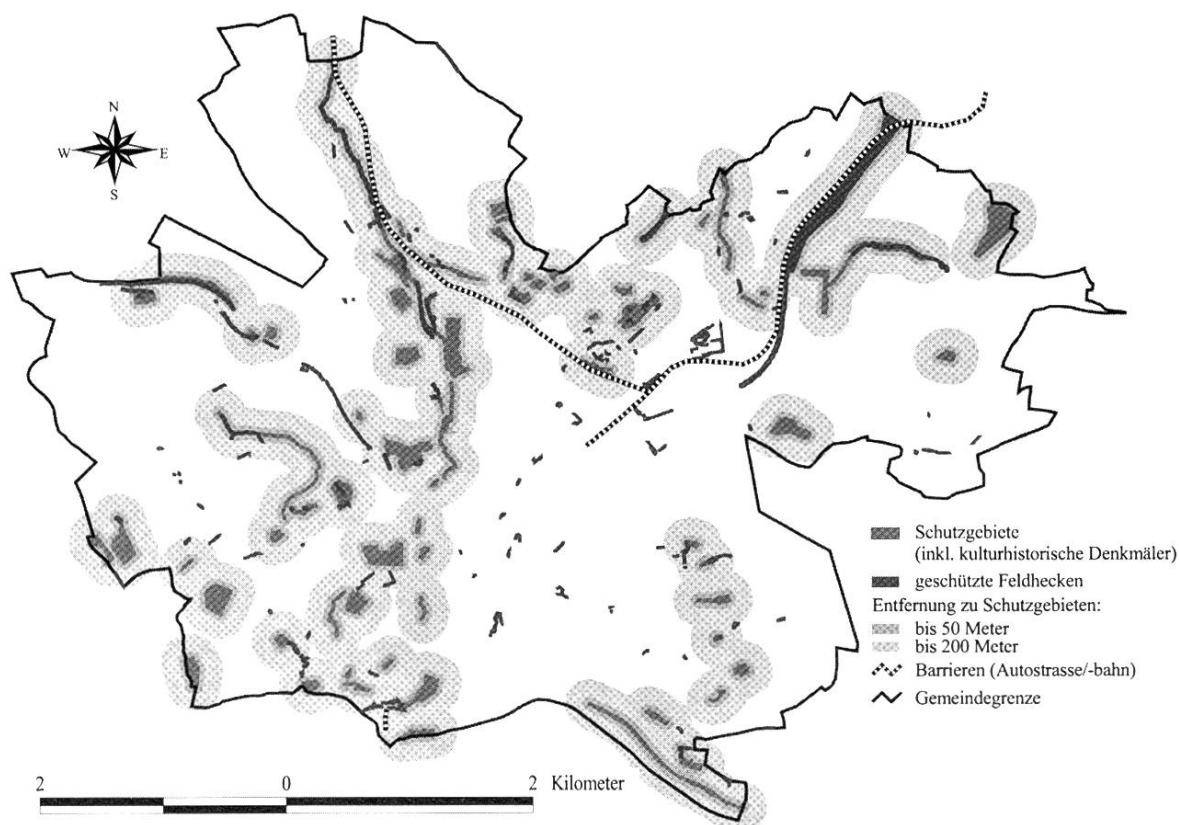 N
W E
S
Schutzgebiete
(inkl. kulturhistorische Denkmäler)
geschützte Feldhecken
Entfernung zu Schutzgebieten:
bis 50 Meter
bis 200 Meter
Barrieren (Autostrasse/-bahn)
Gemeindegrenze
2 0 2 Kilometer